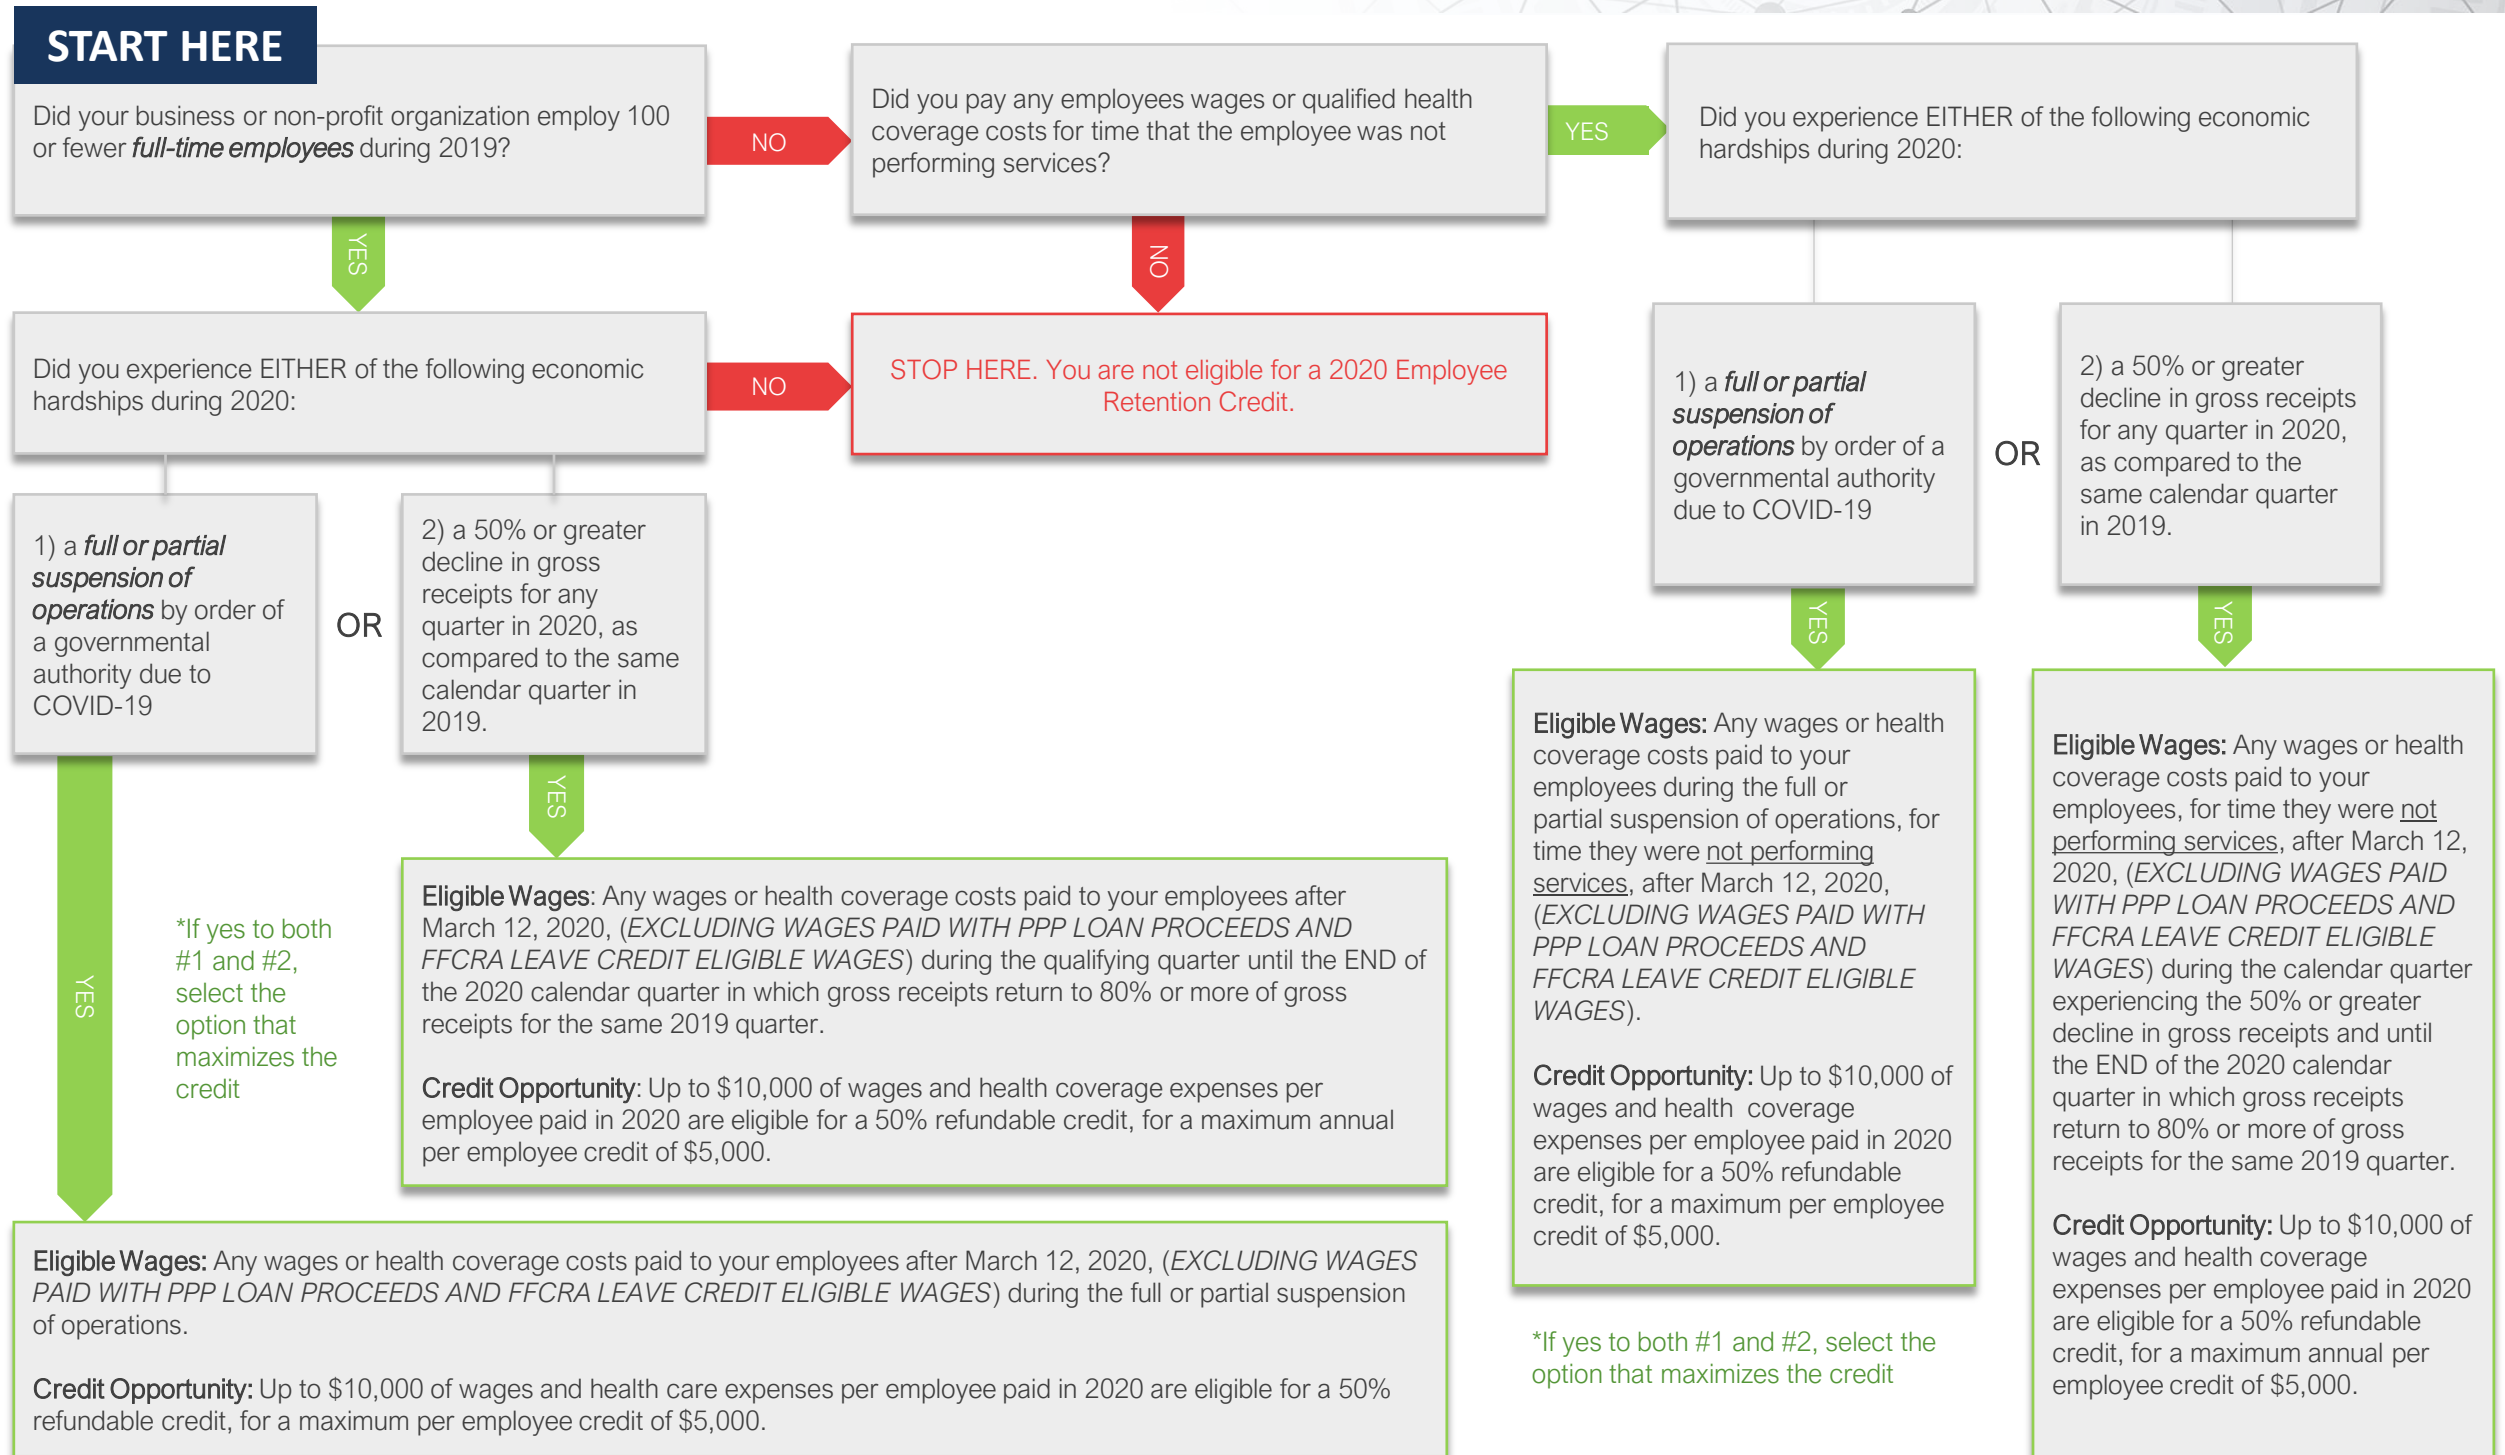 START HERE
Did your business or non-profit organization employ 100
or fewer full-time employees during 2019?
NO
Did you pay any employees wages or qualified health
coverage costs for time that the employee was not
performing services?
YES
Did you experience EITHER of the following economic
hardships during 2020:
YES
NO
Did you experience EITHER of the following economic
hardships during 2020:
NO
STOP HERE. You are not eligible for a 2020 Employee
Retention Credit.
1) a full or partial
suspension of
operations by order of
a governmental
authority due to
COVID-19
OR
2) a 50% or greater
decline in gross
receipts for any
quarter in 2020, as
compared to the same
calendar quarter in
2019.
1) a full or partial
suspension of
operations by order of a
governmental authority
due to COVID-19
OR
2) a 50% or greater
decline in gross receipts
for any quarter in 2020,
as compared to the
same calendar quarter
in 2019.
YES
YES
YES
YES
*If yes to both
#1 and #2,
select the
option that
maximizes the
credit
Eligible Wages: Any wages or health coverage costs paid to your employees after
March 12, 2020, (EXCLUDING WAGES PAID WITH PPP LOAN PROCEEDS AND
FFCRA LEAVE CREDIT ELIGIBLE WAGES) during the qualifying quarter until the END of
the 2020 calendar quarter in which gross receipts return to 80% or more of gross
receipts for the same 2019 quarter.
Credit Opportunity: Up to $10,000 of wages and health coverage expenses per
employee paid in 2020 are eligible for a 50% refundable credit, for a maximum annual
per employee credit of $5,000.
Eligible Wages: Any wages or health coverage costs paid to your employees after March 12, 2020, (EXCLUDING WAGES
PAID WITH PPP LOAN PROCEEDS AND FFCRA LEAVE CREDIT ELIGIBLE WAGES) during the full or partial suspension
of operations.
Credit Opportunity: Up to $10,000 of wages and health care expenses per employee paid in 2020 are eligible for a 50%
refundable credit, for a maximum per employee credit of $5,000.
Eligible Wages: Any wages or health
coverage costs paid to your
employees during the full or
partial suspension of operations, for
time they were not performing
services, after March 12, 2020,
(EXCLUDING WAGES PAID WITH
PPP LOAN PROCEEDS AND
FFCRA LEAVE CREDIT ELIGIBLE
WAGES).
Credit Opportunity: Up to $10,000 of
wages and health coverage
expenses per employee paid in 2020
are eligible for a 50% refundable
credit, for a maximum per employee
credit of $5,000.
*If yes to both #1 and #2, select the
option that maximizes the credit
Eligible Wages: Any wages or health
coverage costs paid to your
employees, for time they were not
performing services, after March 12,
2020, (EXCLUDING WAGES PAID
WITH PPP LOAN PROCEEDS AND
FFCRA LEAVE CREDIT ELIGIBLE
WAGES) during the calendar quarter
experiencing the 50% or greater
decline in gross receipts and until
the END of the 2020 calendar
quarter in which gross receipts
return to 80% or more of gross
receipts for the same 2019 quarter.
Credit Opportunity: Up to $10,000 of
wages and health coverage
expenses per employee paid in 2020
are eligible for a 50% refundable
credit, for a maximum annual per
employee credit of $5,000.